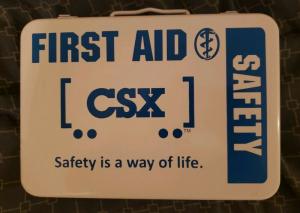 FIRST AID
SAFETY
[CSX]
TM
Safety is a way of life.